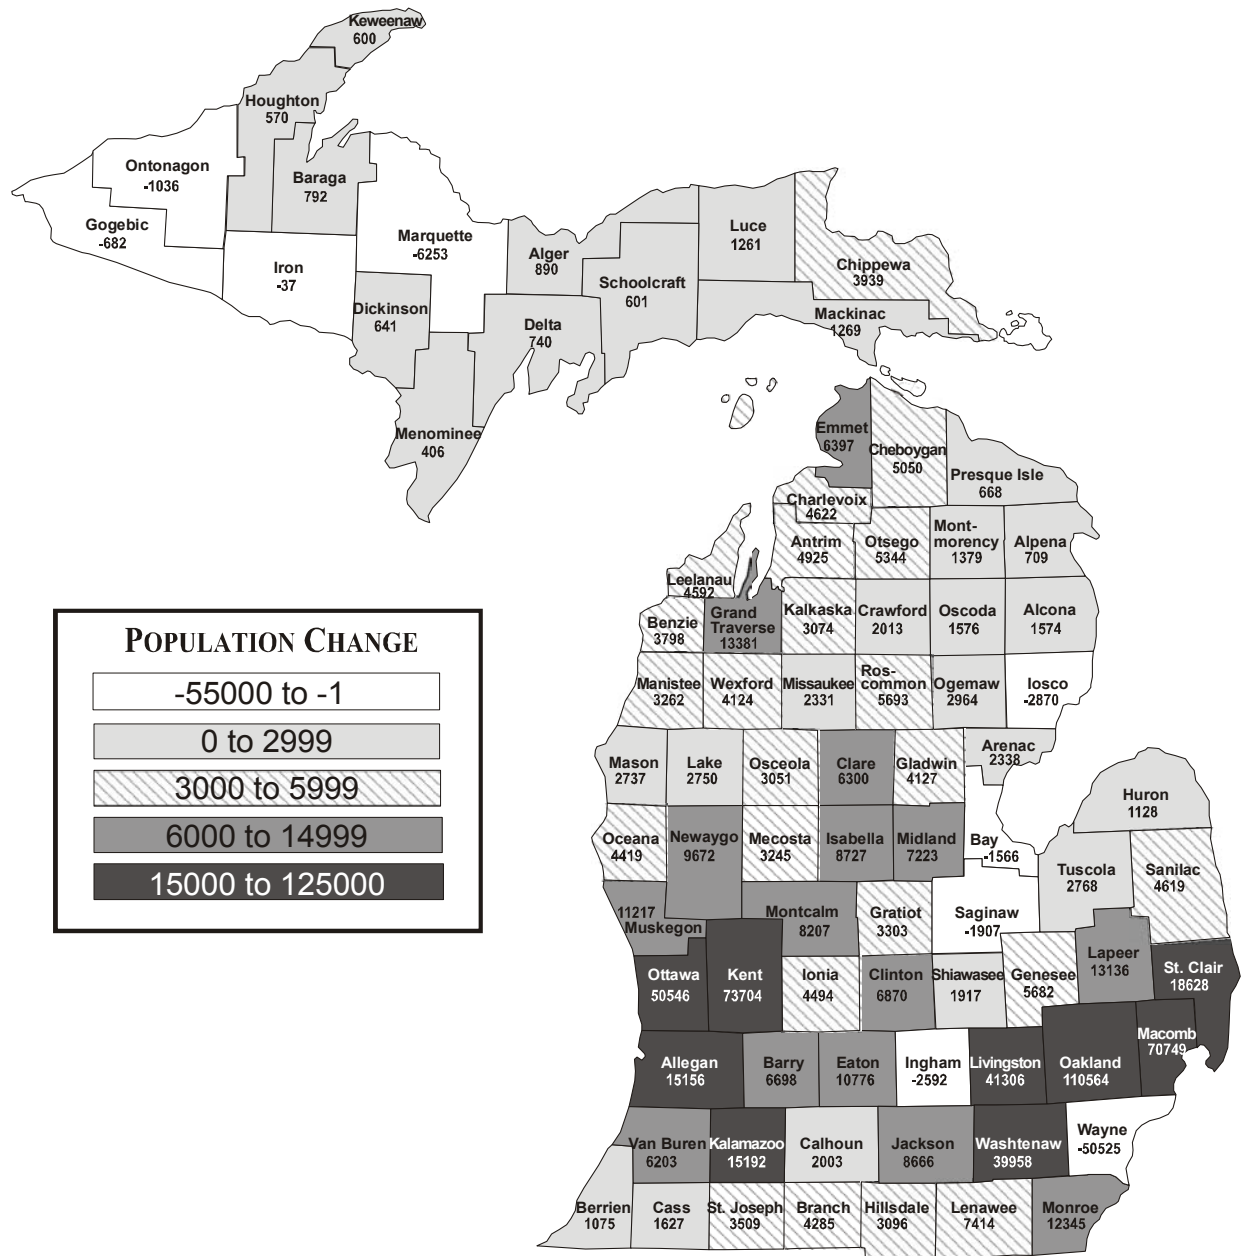 Keweenaw
600
Houghton
570
Ontonagon
-1036
Baraga
792
Gogebic
-682
Marquette
-6253
Iron
-37
Alger
890
Luce
1261
Chippewa
3939
Schoolcraft
601
Dickinson
641
Delta
740
Mackinac
1269
Menominee
406
Emmet
6397
Cheboygan
5050
Presque Isle
668
Charlevoix
4622
Antrim
4925
Otsego
5344
Mont-
morency
1379
Alpena
709
Leelanau
4592
Benzie
3798
Grand
Traverse
13381
Kalkaska
3074
Crawford
2013
Oscoda
1576
Alcona
1574
Manistee
3262
Wexford
4124
Missaukee
2331
Ros-
common
5693
Ogemaw
2964
Iosco
-2870
POPULATION CHANGE
-55000 to -1
0 to 2999
3000 to 5999
6000 to 14999
15000 to 125000
Mason
2737
Lake
2750
Osceola
3051
Clare
6300
Gladwin
4127
Arenac
2338
Huron
1128
Oceana
4419
Newaygo
9672
Mecosta
3245
Isabella
8727
Midland
7223
Bay
-1566
Tuscola
2768
Sanilac
4619
11217
Muskegon
Montcalm
8207
Gratiot
3303
Saginaw
-1907
Lapeer
13136
St. Clair
18628
Ottawa
50546
Kent
73704
Ionia
4494
Clinton
6870
Shiawasee
1917
Genesee
5682
Macomb
70749
Allegan
15156
Barry
6698
Eaton
10776
Ingham
-2592
Livingston
41306
Oakland
110564
Van Buren
6203
Kalamazoo
15192
Calhoun
2003
Jackson
8666
Washtenaw
39958
Wayne
-50525
Berrien
1075
Cass
1627
St. Joseph
3509
Branch
4285
Hillsdale
3096
Lenawee
7414
Monroe
12345